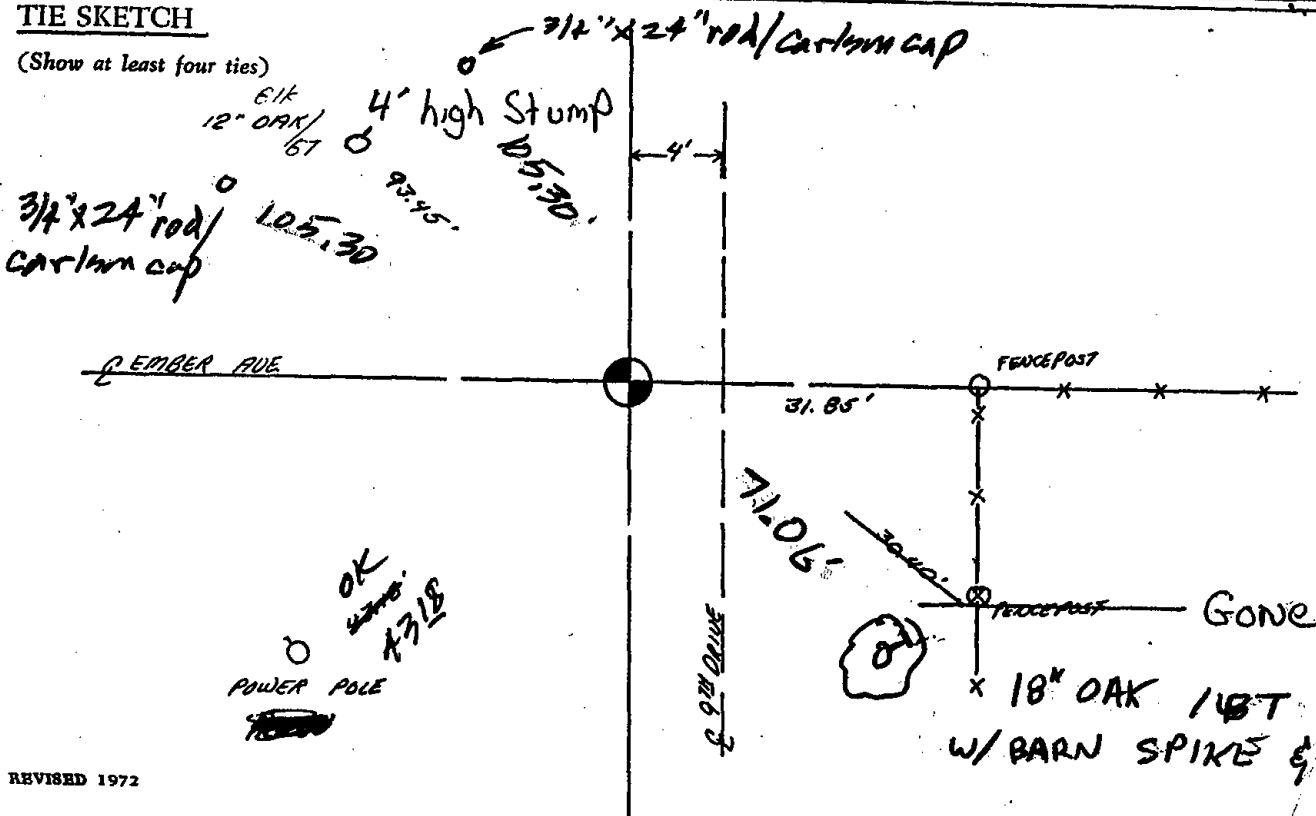 TIE SKETCH
(Show at least four ties)
3/4"x24" rod/carlson cap
12" OAK/
4' high Stump
105.30'
4'
93.45'
3/4"x24" rod/
carlson cap
105.30
℄ EMBER AVE
FENCEPOST
31.85'
71.06'
30.40'
OK
FENCEPOST
GONE
POWER POLE
℄ 9TH DRIVE
18" OAK
W/ BARN SPIKE &
REVISED 1972